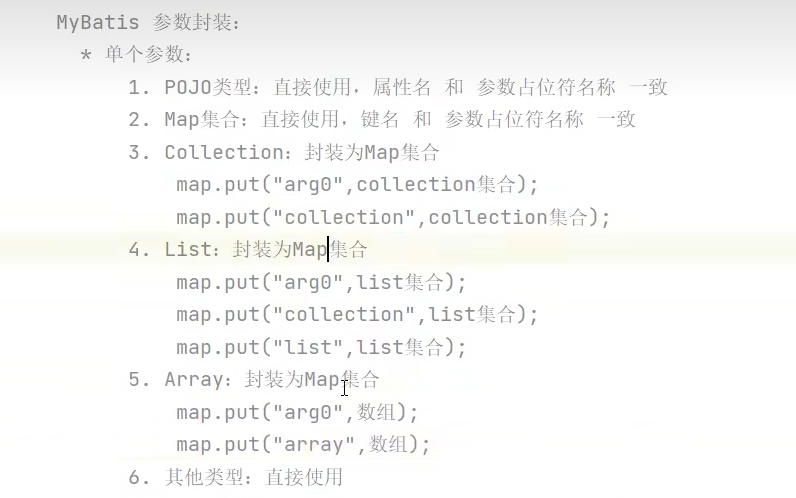 MyBatis 参数封装：
* 单个参数：
1. POJO类型：直接使用，属性名 和 参数占位符名称 一致
2. Map集合：直接使用，键名 和 参数占位符名称 一致
3. Collection：封装为Map集合
map.put("arg0",collection集合);
map.put("collection",collection集合);
4. List：封装为Map集合
map.put("arg0",list集合);
map.put("collection",list集合);
map.put("list",list集合);
5. Array：封装为Map集合
map.put("arg0",数组);
map.put("array",数组);
6. 其他类型：直接使用